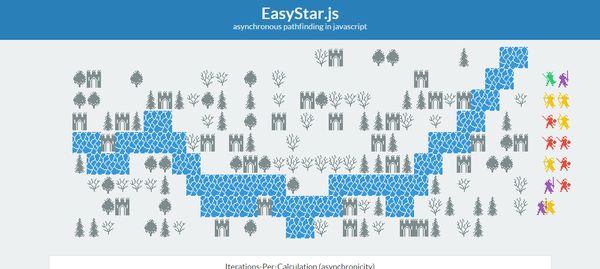 EasyStar.js
asynchronous pathfinding in javascript
Iterations-Per-Calculation (asynchronicity)